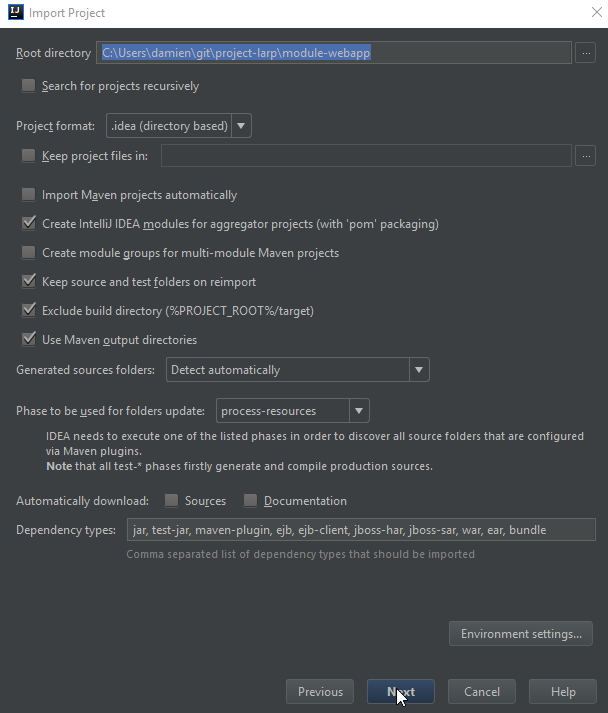 IJ Import Project
Root directory C:\Users\damien\git\project-larp\module-webapp ...
Search for projects recursively
Project format: .idea (directory based)
Keep project files in: ...
Import Maven projects automatically
Create IntelliJ IDEA modules for aggregator projects (with 'pom' packaging)
Create module groups for multi-module Maven projects
Keep source and test folders on reimport
Exclude build directory (%PROJECT_ROOT%/target)
Use Maven output directories
Generated sources folders: Detect automatically
Phase to be used for folders update: process-resources
IDEA needs to execute one of the listed phases in order to discover all source folders that are configured
via Maven plugins.
Note that all test-* phases firstly generate and compile production sources.
Automatically download: Sources Documentation
Dependency types: jar, test-jar, maven-plugin, ejb, ejb-client, jboss-har, jboss-sar, war, ear, bundle
Comma separated list of dependency types that should be imported
Environment settings...
Previous Next Cancel Help